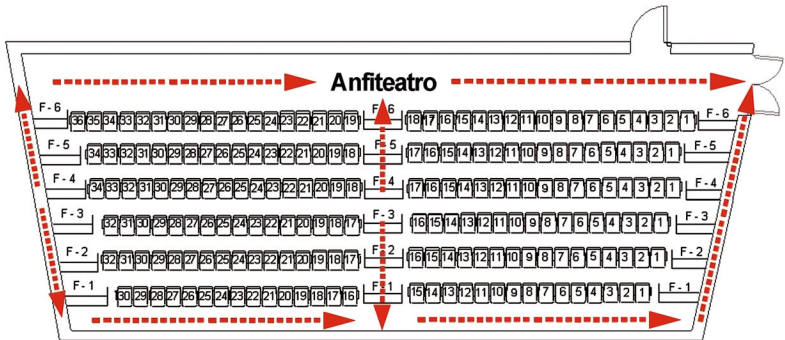 Anfiteatro
F - 6 36 35 34 33 32 31 30 29 28 27 26 25 24 23 22 21 20 19 F - 6 18 17 16 15 14 13 12 11 10 9 8 7 6 5 4 3 2 1 F - 6
F - 5 34 33 32 31 30 29 28 27 26 25 24 23 22 21 20 19 18 F-5 17 16 15 14 13 12 11 10 9 8 7 6 5 4 3 2 1 F - 5
F - 4 34 33 32 31 30 29 28 27 26 25 24 23 22 21 20 19 18 F-4 17 16 15 14 13 12 11 10 9 8 7 6 5 4 3 2 1 F - 4
F - 3 32 31 30 29 28 27 26 25 24 23 22 21 20 19 18 17 F - 3 16 15 14 13 12 11 10 9 8 7 6 5 4 3 2 1 F - 3
F - 2 32 31 30 29 28 27 26 25 24 23 22 21 20 19 18 17 F - 2 16 15 14 13 12 11 10 9 8 7 6 5 4 3 2 1 F - 2
F - 1 30 29 28 27 26 25 24 23 22 21 20 19 18 17 16 F - 1 15 14 13 12 11 10 9 8 7 6 5 4 3 2 1 F - 1